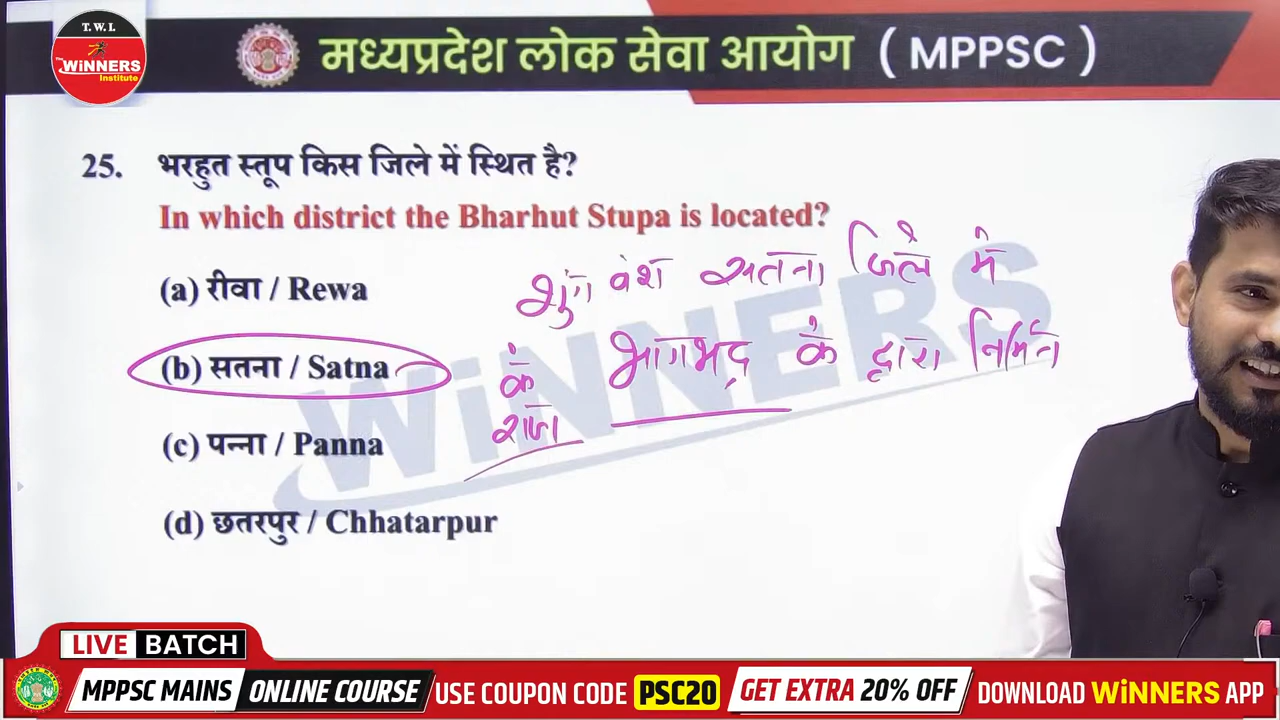 T. W. I.
THE WiNNERS
Institute
मध्यप्रदेश लोक सेवा आयोग ( MPPSC )
25. भरहुत स्तूप किस जिले में स्थित है?
In which district the Bharhut Stupa is located?
(a) रीवा / Rewa
(b) सतना / Satna
(c) पन्ना / Panna
(d) छतरपुर / Chhatarpur
शुंग वंश सतना जिले में
के भागभद्र के द्वारा निर्मित
राजा
WiNNERS
LIVE BATCH
MPPSC MAINS ONLINE COURSE USE COUPON CODE PSC20 GET EXTRA 20% OFF DOWNLOAD WiNNERS APP